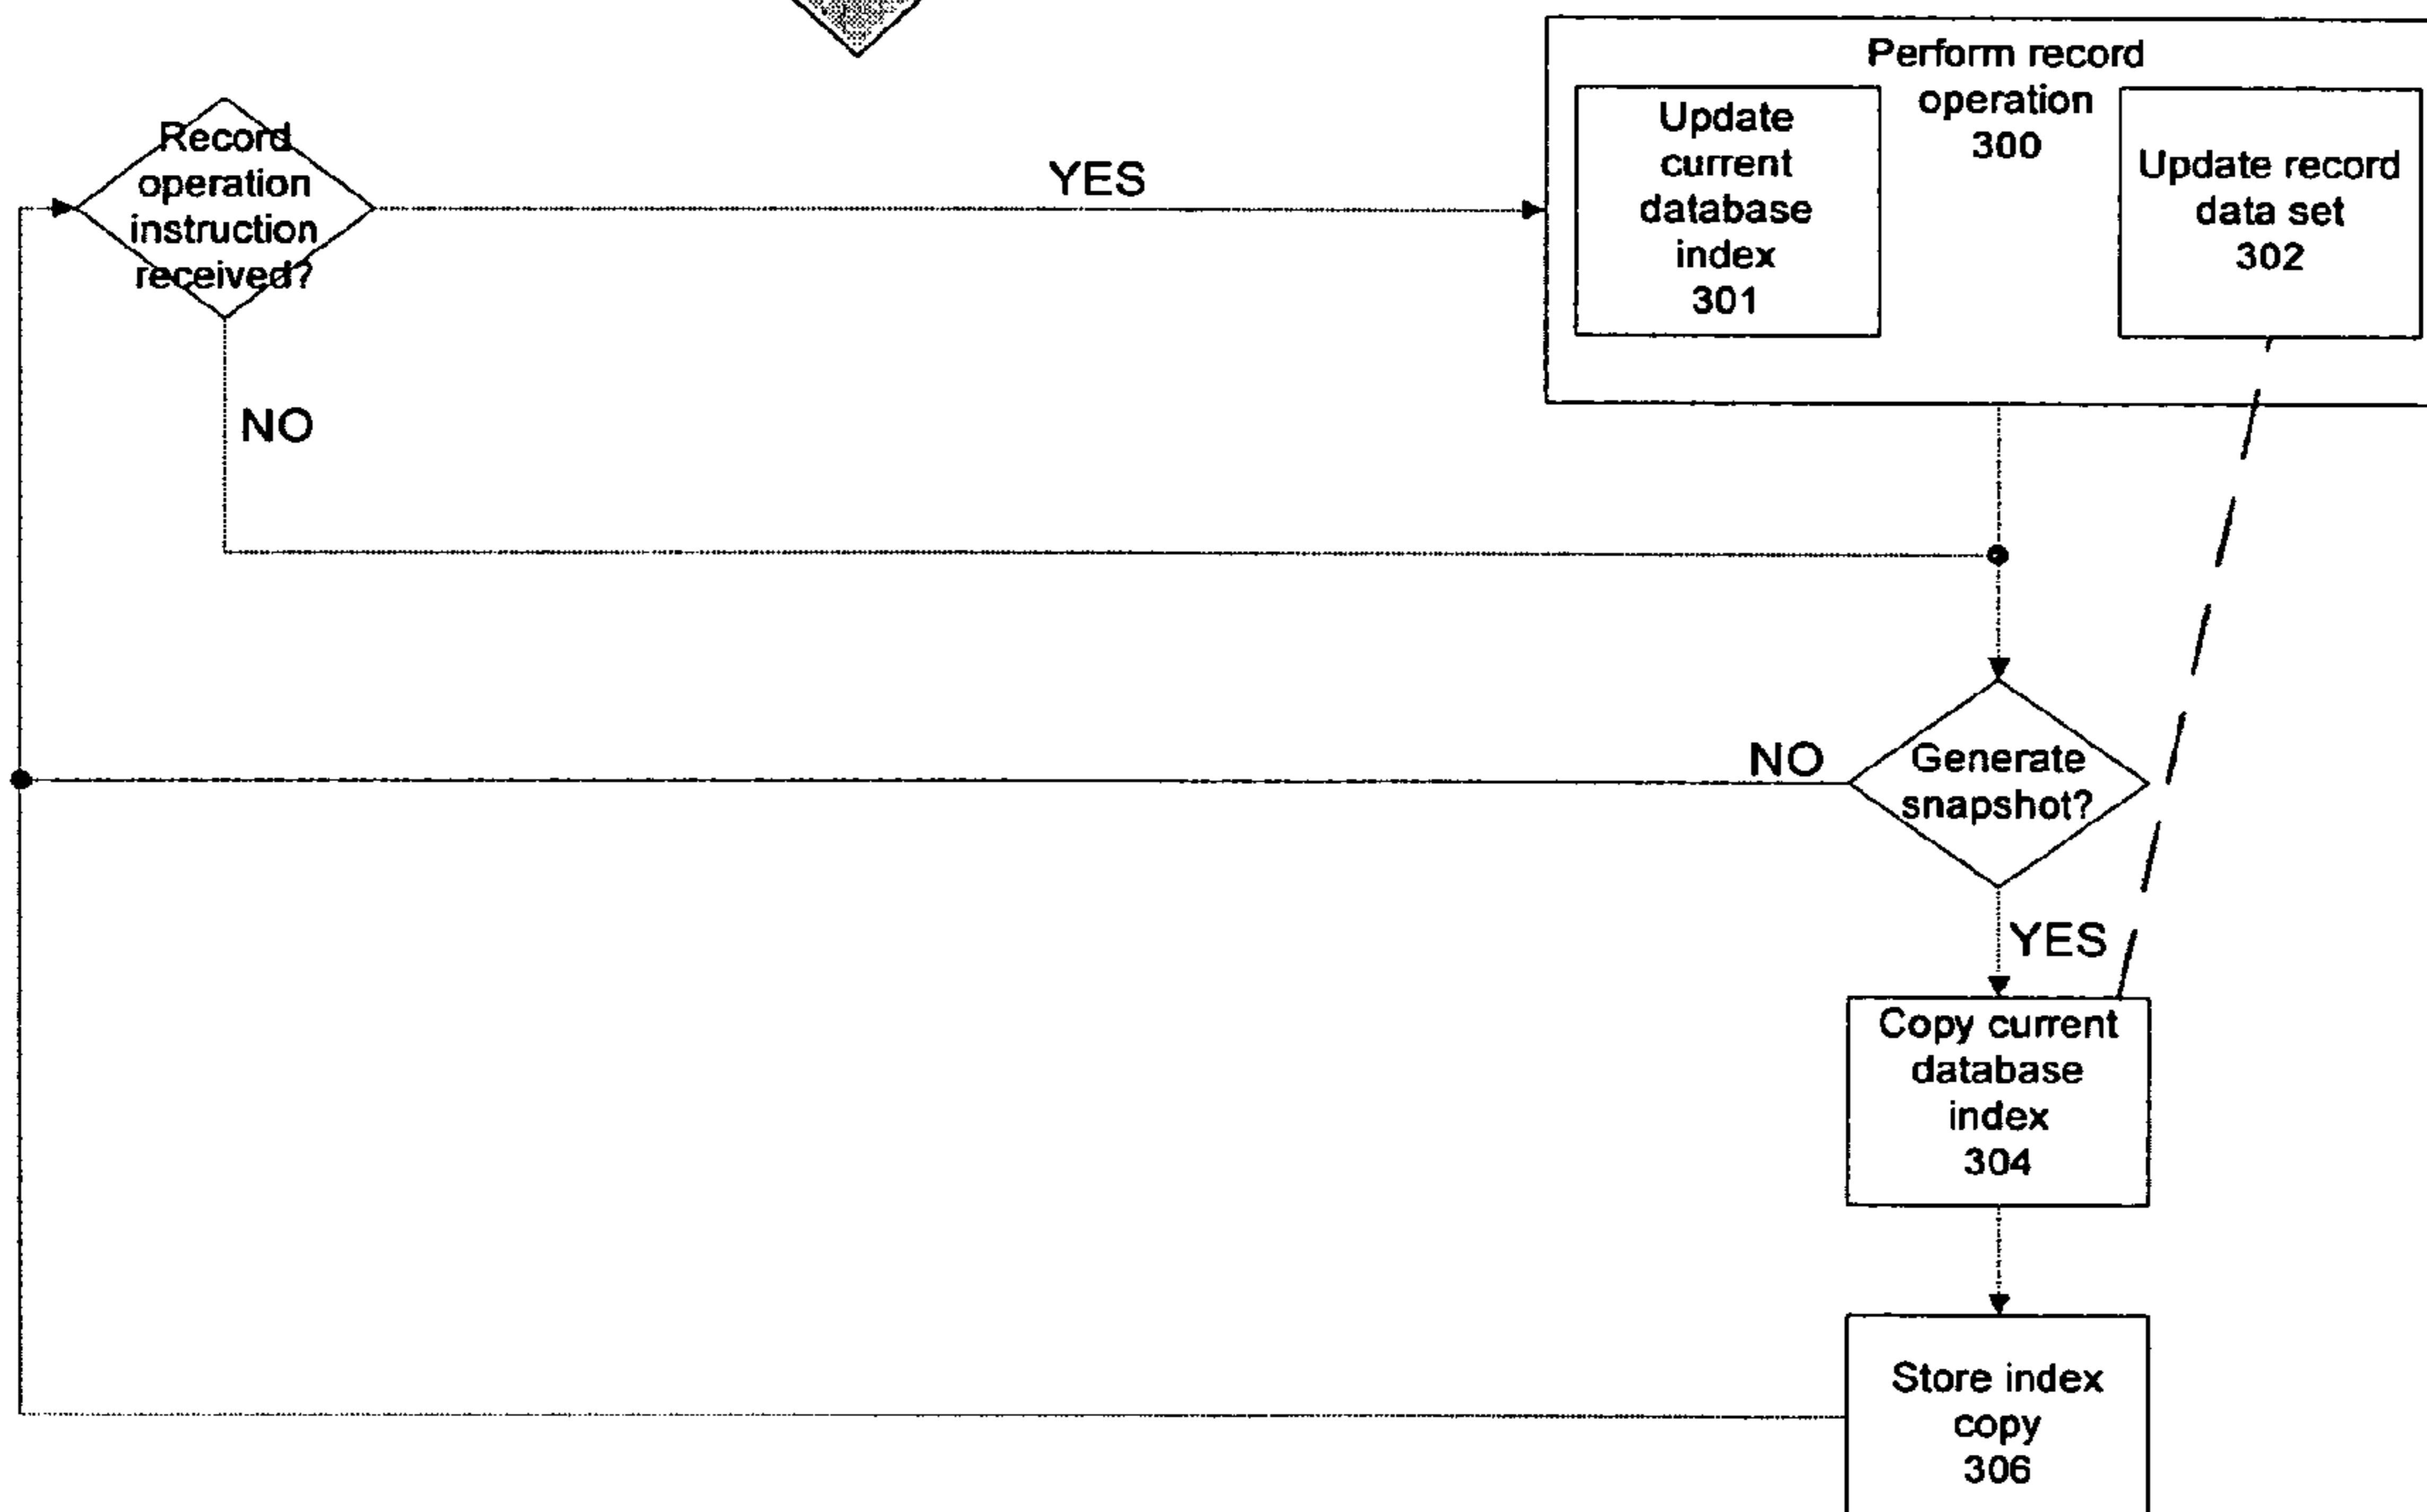 Perform record
operation
300
Record
operation
instruction
received?
YES
Update
current
database
index
301
Update record
data set
302
NO
NO
Generate
snapshot?
YES
Copy current
database
index
304
Store index
copy
306